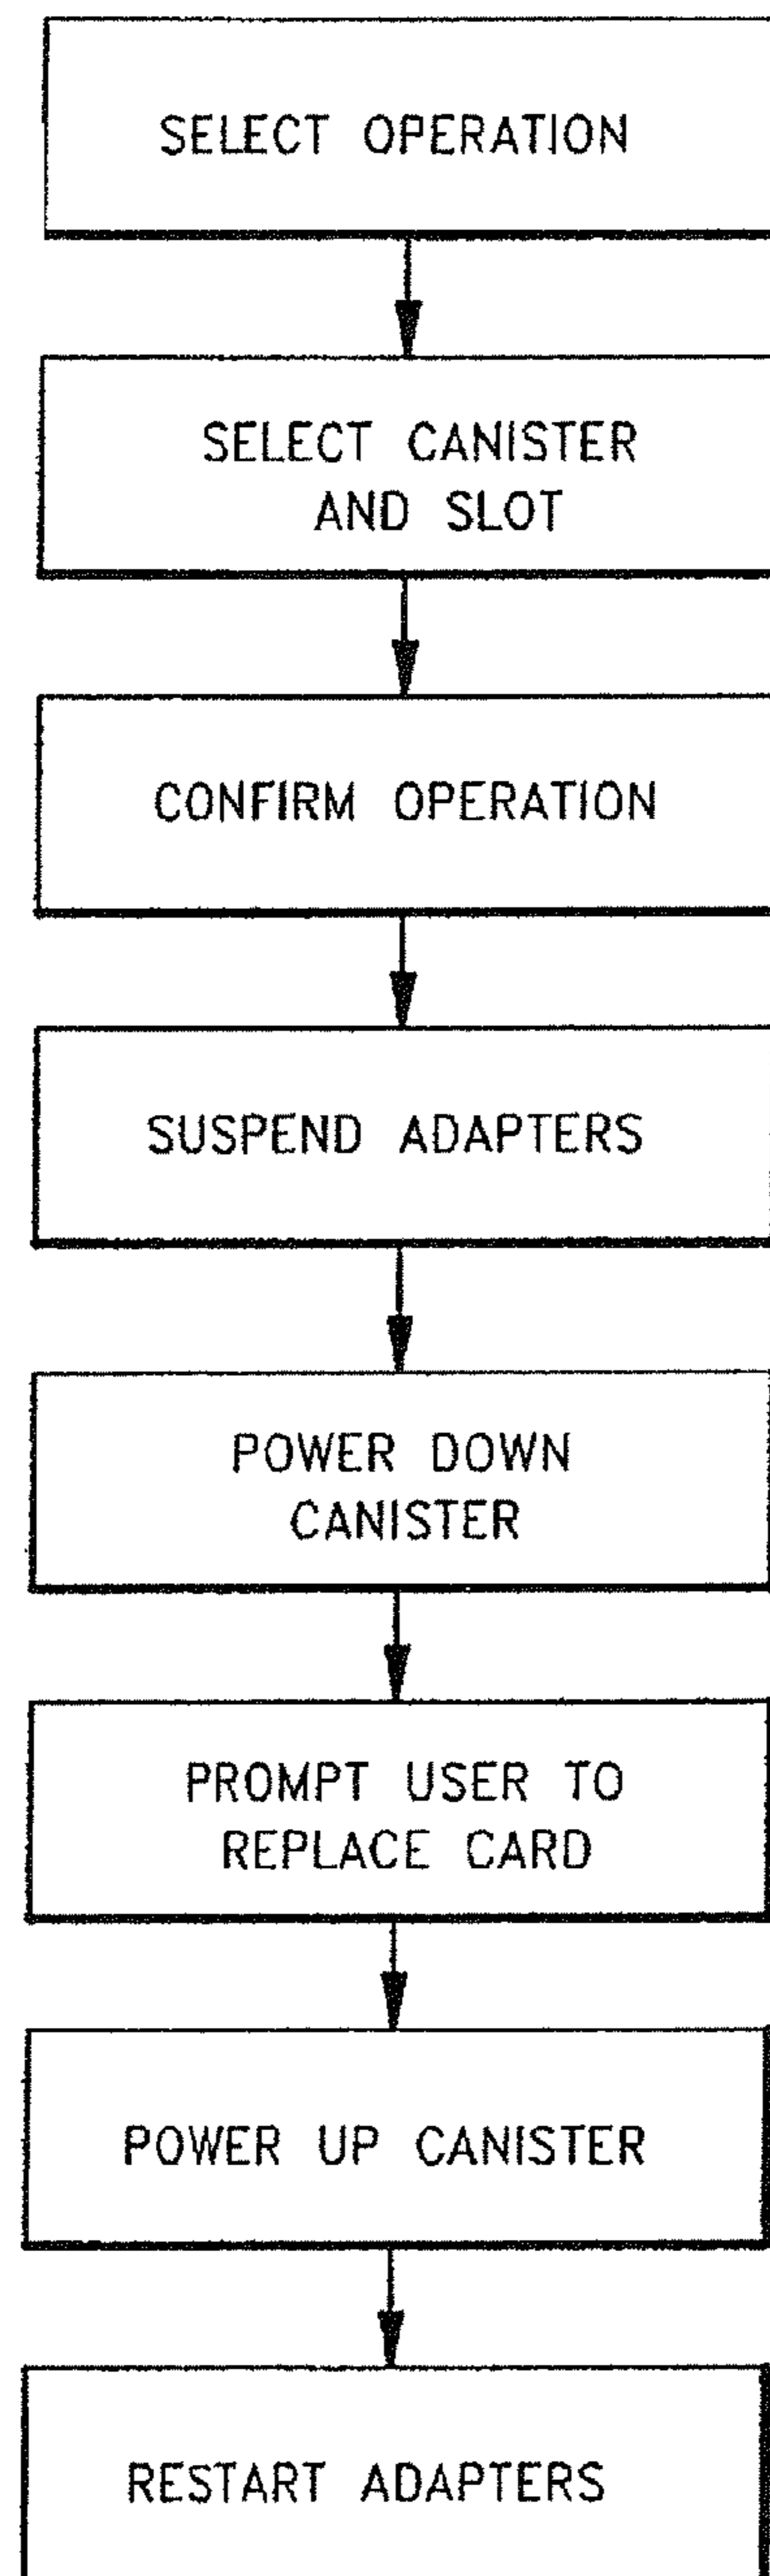 SELECT OPERATION
SELECT CANISTER
AND SLOT
CONFIRM OPERATION
SUSPEND ADAPTERS
POWER DOWN
CANISTER
PROMPT USER TO
REPLACE CARD
POWER UP CANISTER
RESTART ADAPTERS